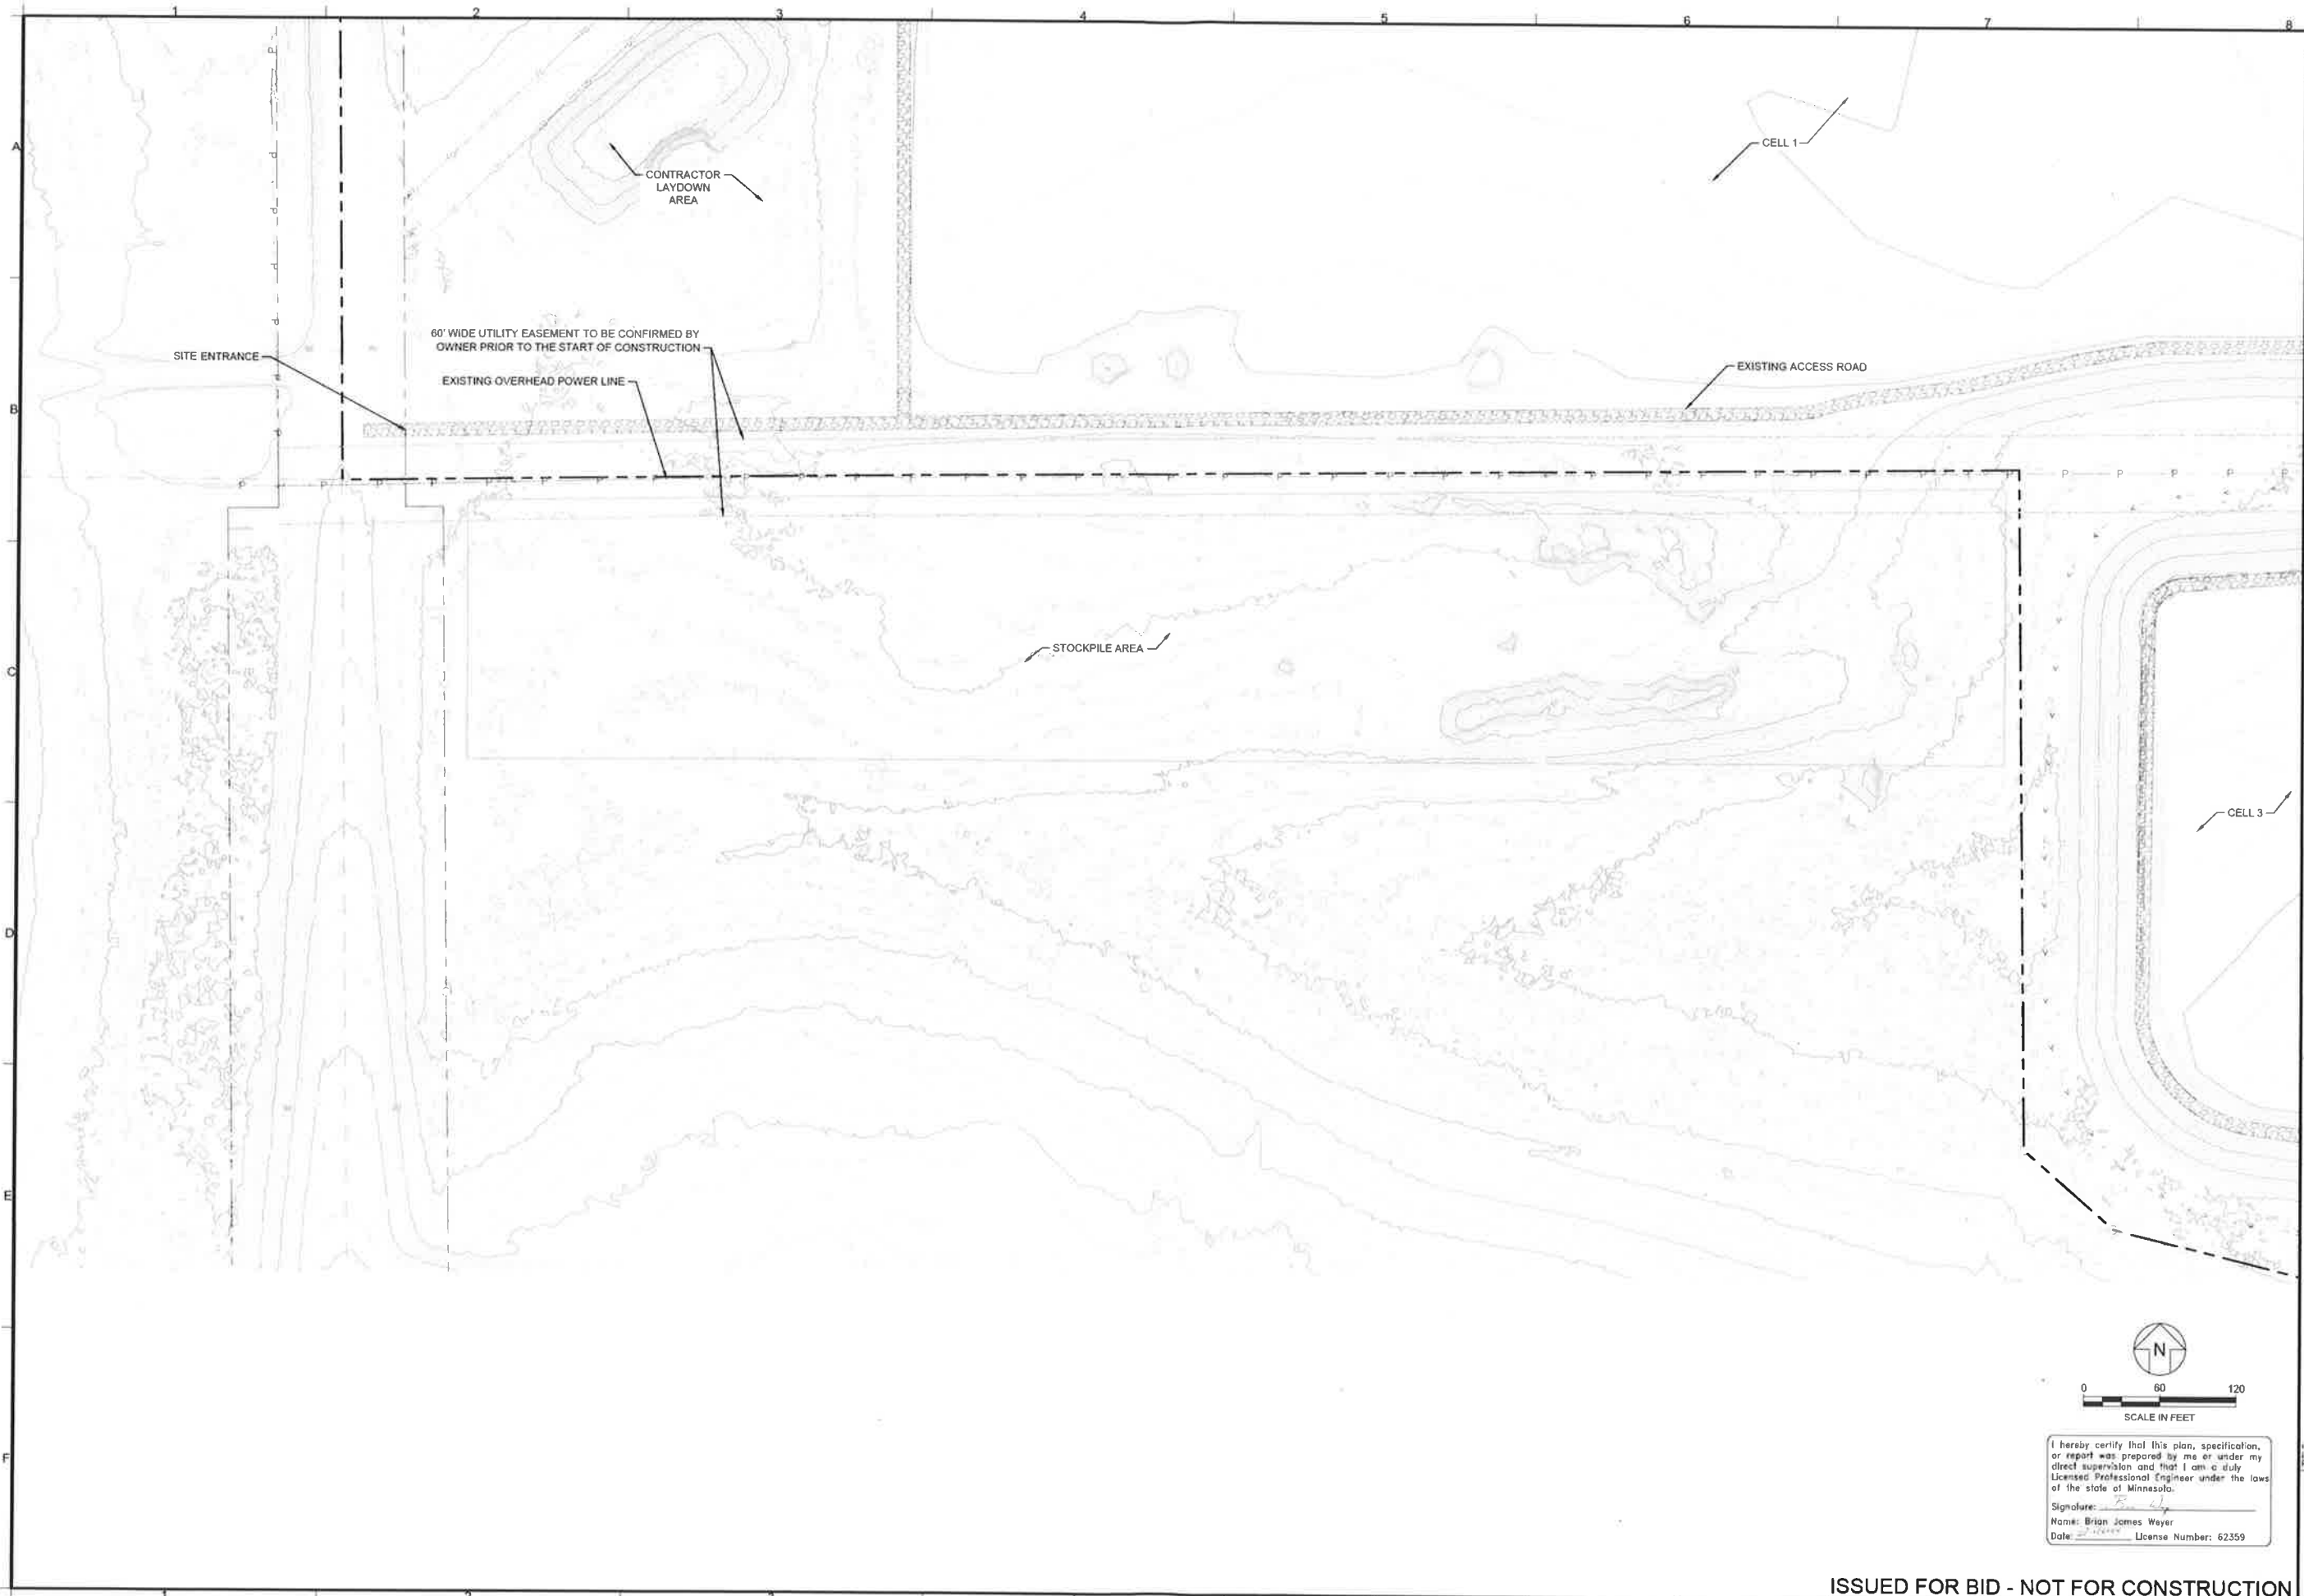 1 2 3 4 5 6 7 8
A
CELL 1
CONTRACTOR
LAYDOWN
AREA
60' WIDE UTILITY EASEMENT TO BE CONFIRMED BY
OWNER PRIOR TO THE START OF CONSTRUCTION
SITE ENTRANCE
EXISTING ACCESS ROAD
EXISTING OVERHEAD POWER LINE
B
STOCKPILE AREA
C
CELL 3
D
E
N
0 60 120
SCALE IN FEET
F
I hereby certify that this plan, specification,
or report was prepared by me or under my
direct supervision and that I am a duly
Licensed Professional Engineer under the laws
of the state of Minnesota.
Signature:
Name: Brian James Weyer
Date: License Number: 62359
ISSUED FOR BID - NOT FOR CONSTRUCTION